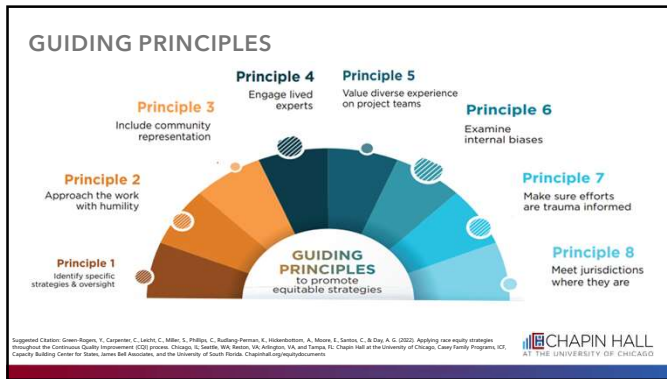 GUIDING PRINCIPLES
Principle 1
Identify specific
strategies & oversight
Principle 2
Approach the work
with humility
Principle 3
Include community
representation
Principle 4
Engage lived
experts
Principle 5
Value diverse experience
on project teams
Principle 6
Examine
internal biases
Principle 7
Make sure efforts
are trauma informed
Principle 8
Meet jurisdictions
where they are
GUIDING
PRINCIPLES
to promote
equitable strategies
Suggested Citation: Green-Rogers, Y., Carpenter, C., Leicht, C., Miller, S., Phillips, C., Rudlang-Perman, K., Hickenbottom, A., Moore, E., Santos, C., & Day, A. G. (2022). Applying race equity strategies
throughout the Continuous Quality Improvement (CQI) process. Chicago, IL; Seattle, WA; Reston, VA; Arlington, VA, and Tampa, FL: Chapin Hall at the University of Chicago, Casey Family Programs, ICF,
Capacity Building Center for States, James Bell Associates, and the University of South Florida. Chapinhall.org/equitydocuments
CHAPIN HALL
AT THE UNIVERSITY OF CHICAGO